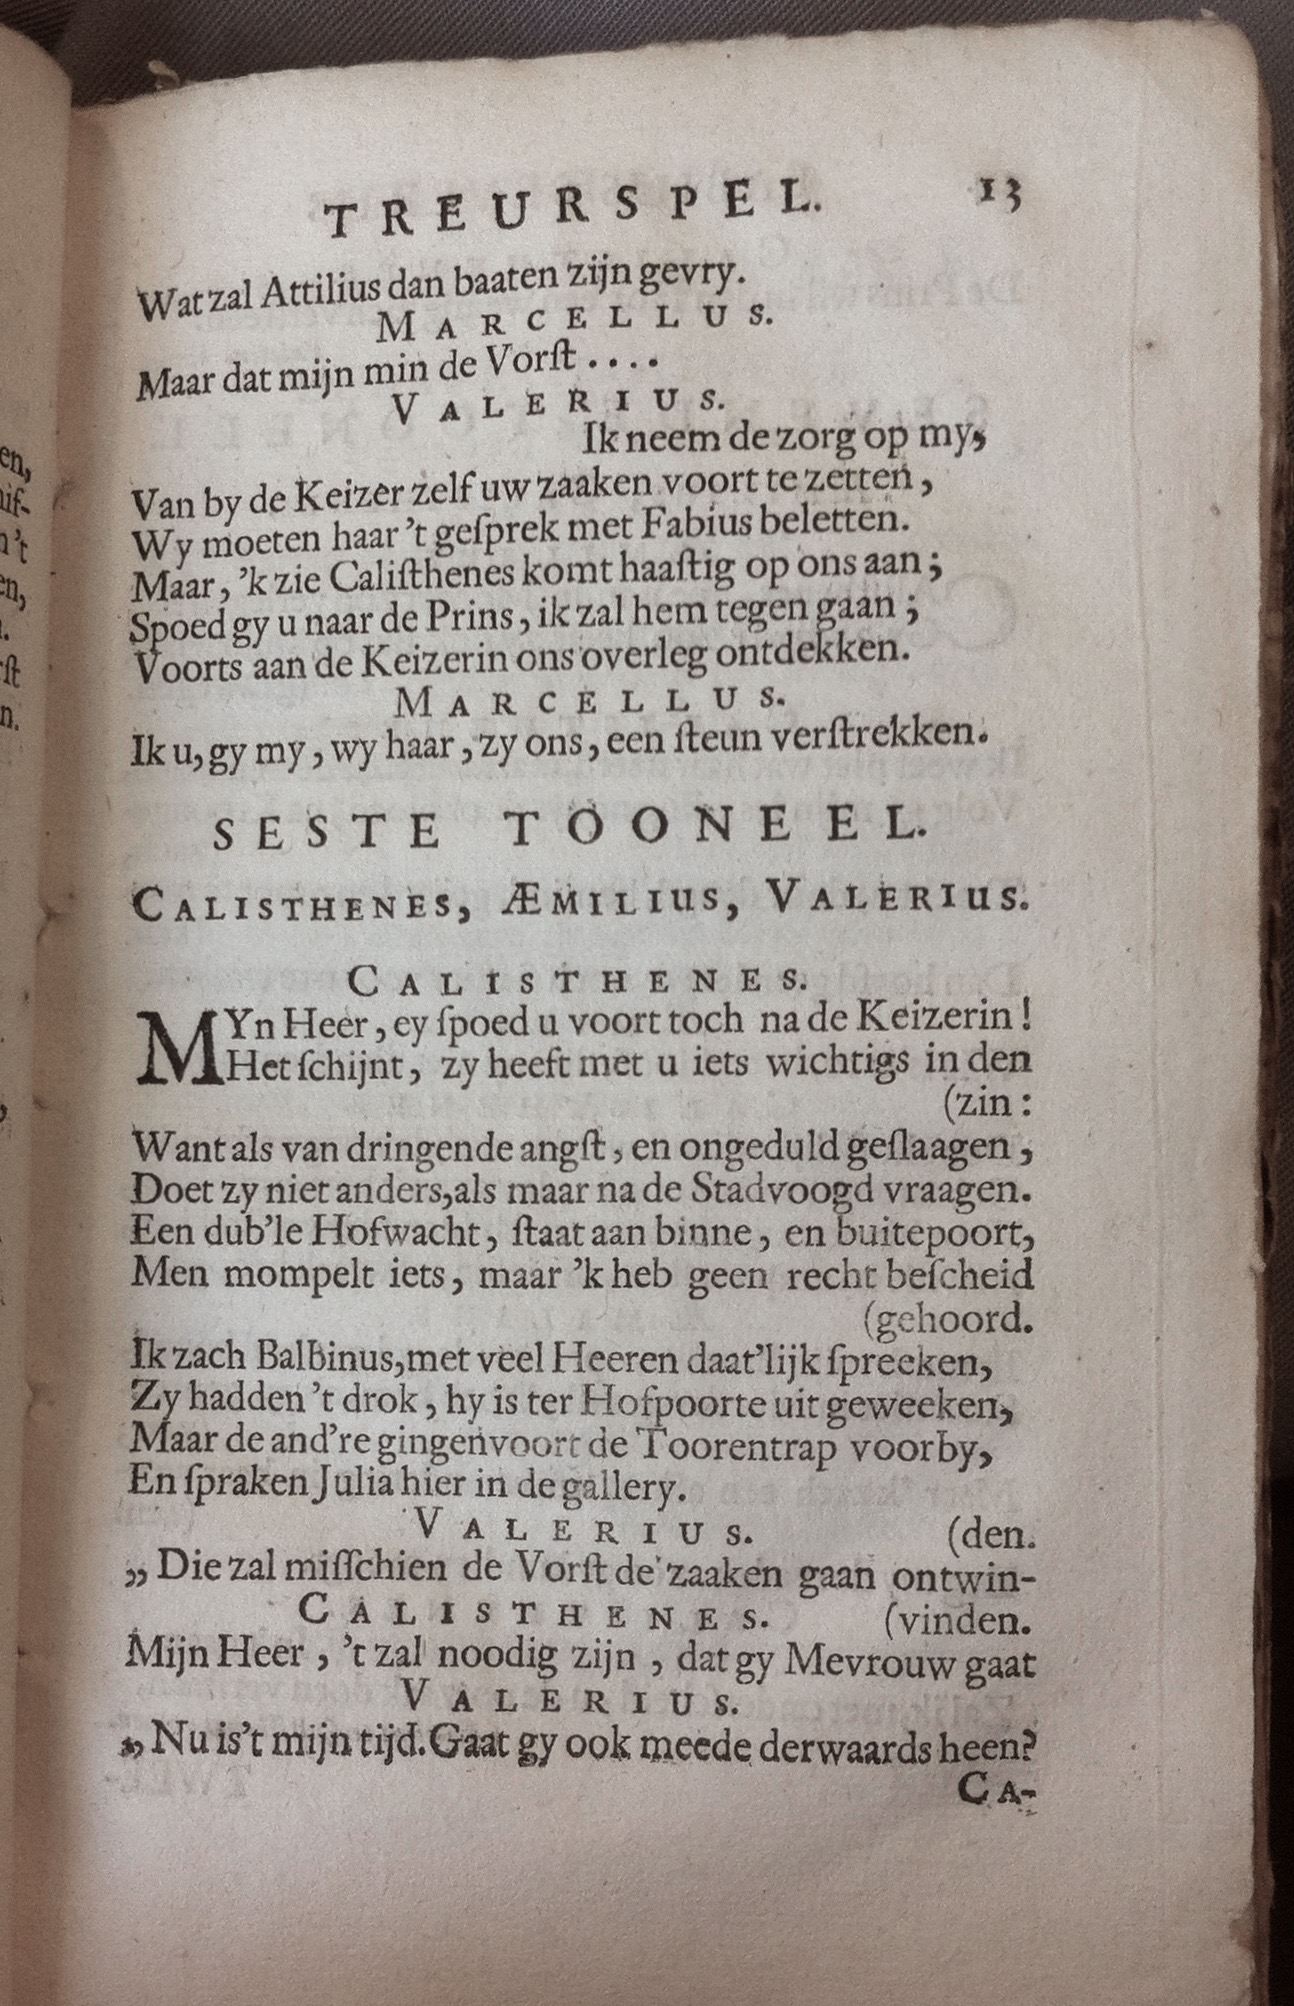 TREURSPEL. 13
Wat zal Attilius dan baaten zijn gevry.
MARCELLUS.
Maar dat mijn min de Vorſt . . . .
VALERIUS.
Ik neem de zorg op my,
Van by de Keizer zelf uw zaaken voort te zetten,
Wy moeten haar 't geſprek met Fabius beletten.
Maar, 'k zie Caliſthenes komt haaſtig op ons aan;
Spoed gy u naar de Prins, ik zal hem tegen gaan;
Voorts aan de Keizerin ons overleg ontdekken.
MARCELLUS.
Ik u, gy my, wy haar, zy ons, een ſteun verſtrekken.
SESTE TOONEEL.
CALISTHENES, ÆMILIUS, VALERIUS.
CALISTHENES.
MYn Heer, ey ſpoed u voort toch na de Keizerin!
Het ſchijnt, zy heeft met u iets wichtigs in den
(zin:
Want als van dringende angſt, en ongeduld geſlaagen,
Doet zy niet anders, als maar na de Stadvoogd vraagen.
Een dub'le Hofwacht, ſtaat aan binne, en buitepoort,
Men mompelt iets, maar 'k heb geen recht beſcheid
(gehoord.
Ik zach Balbinus, met veel Heeren daat'lijk ſpreeken,
Zy hadden 't drok, hy is ter Hofpoorte uit geweeken,
Maar de and're gingen voort de Toorentrap voorby,
En ſpraken Julia hier in de gallery.
VALERIUS. (den.
„ Die zal miſſchien de Vorſt de zaaken gaan ontwin-
CALISTHENES. (vinden.
Mijn Heer, 't zal noodig zijn, dat gy Mevrouw gaat
VALERIUS.
„ Nu is't mijn tijd. Gaat gy ook meede derwaards heen?
CA-